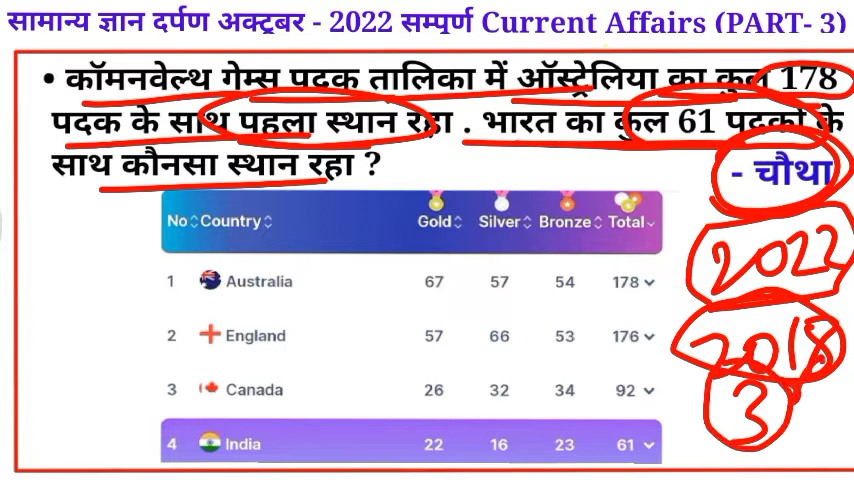 सामान्य ज्ञान दर्पण अक्टूबर - 2022 सम्पूर्ण Current Affairs (PART- 3)
• कॉमनवेल्थ गेम्स पदक तालिका में ऑस्ट्रेलिया का कुल 178
पदक के साथ पहला स्थान रहा . भारत का कुल 61 पदकों के
साथ कौनसा स्थान रहा ?
- चौथा
No Country Gold Silver Bronze Total
1 Australia 67 57 54 178
2 England 57 66 53 176
3 Canada 26 32 34 92
4 India 22 16 23 61
2022
2018
3